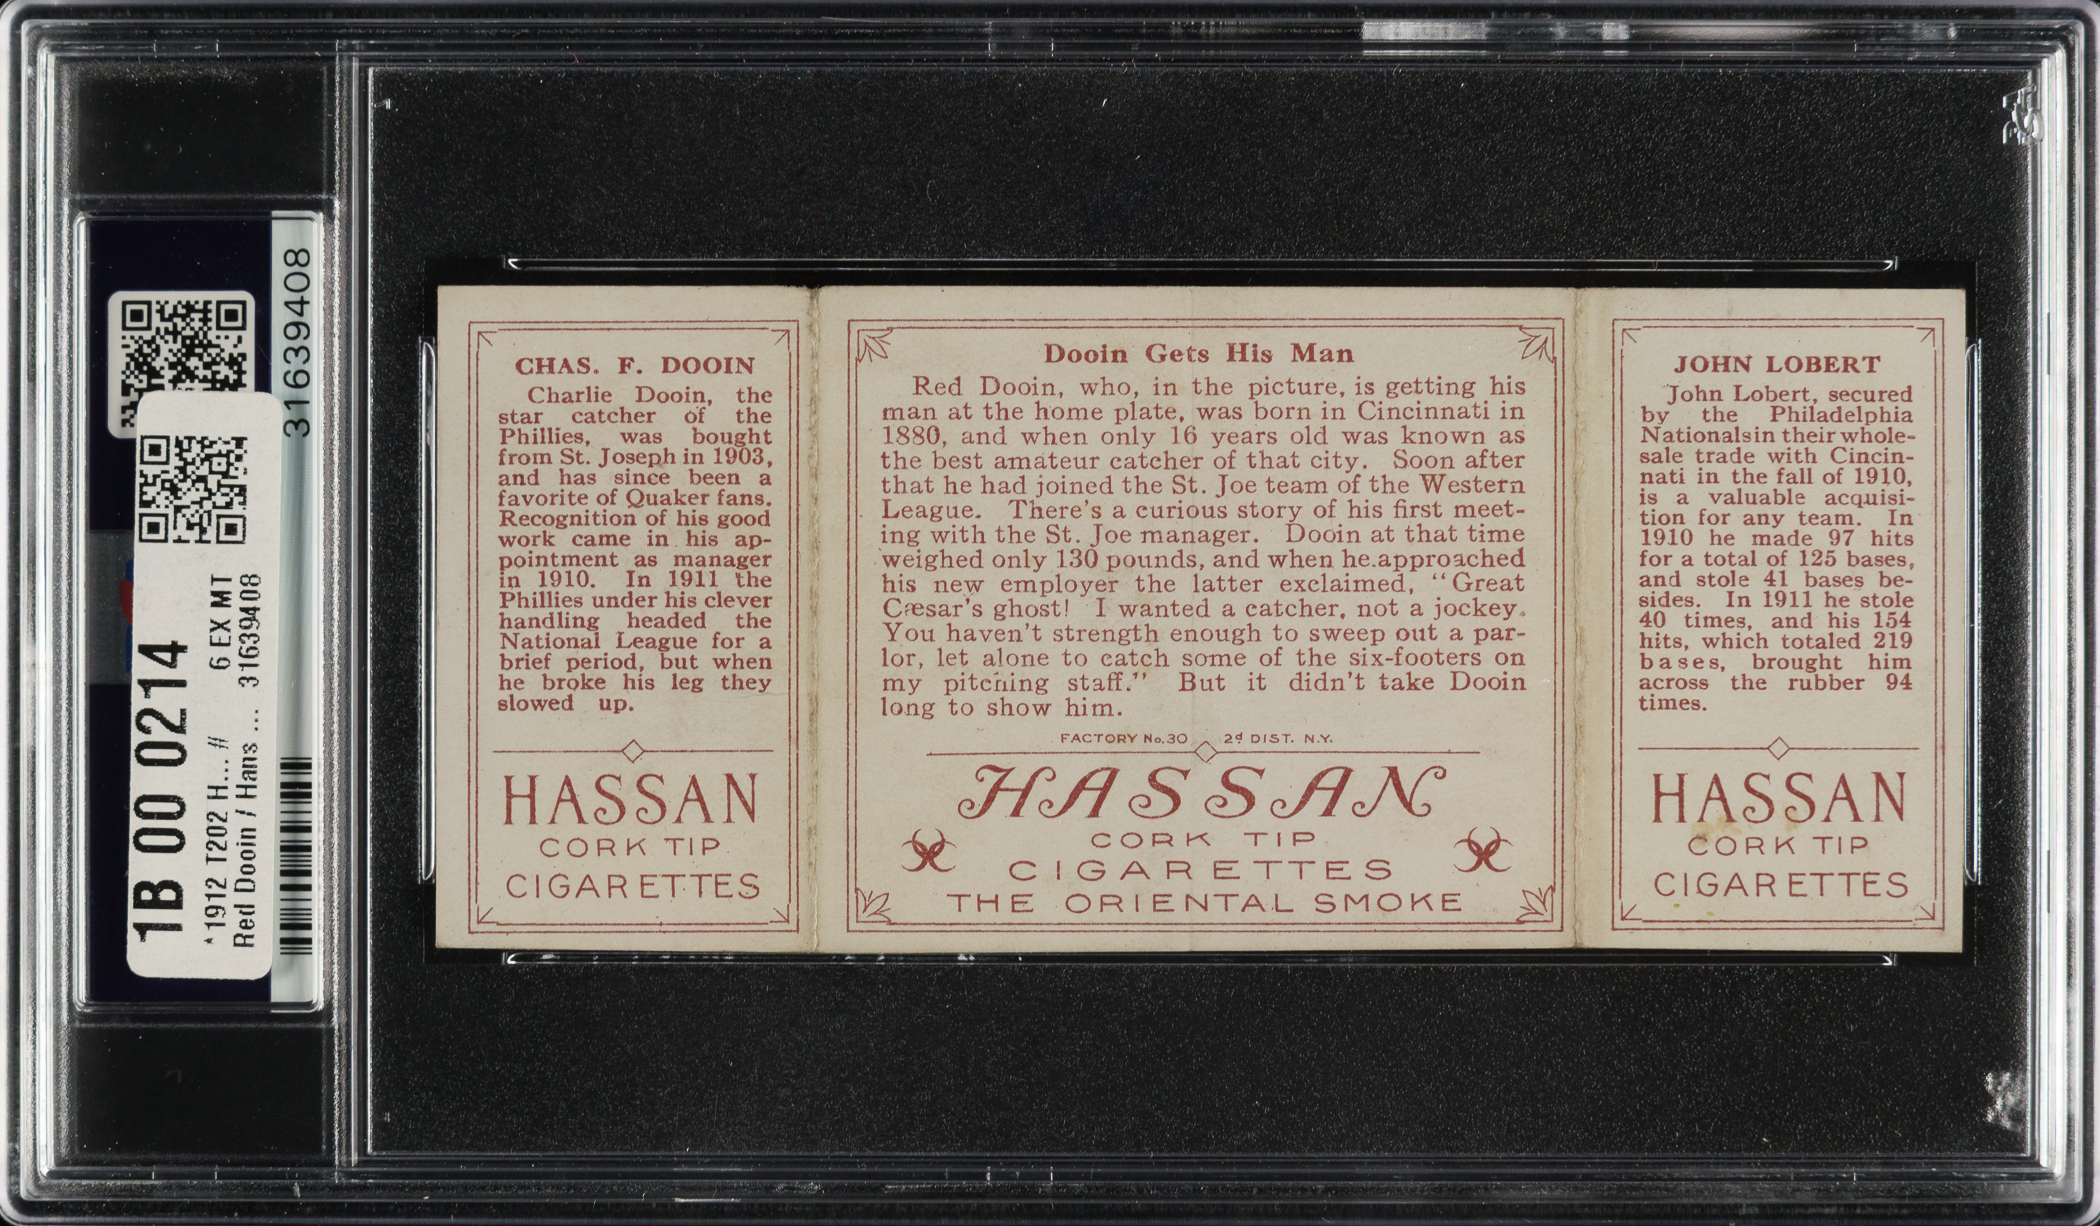 31639408
1B 00 0214
* 1912 T202 H... # 6 EX MT
Red Dooin / Hans ... 31639408
CHAS. F. DOOIN
Charlie Dooin, the
star catcher of the
Phillies, was bought
from St. Joseph in 1903,
and has since been a
favorite of Quaker fans.
Recognition of his good
work came in his ap-
pointment as manager
in 1910. In 1911 the
Phillies under his clever
handling headed the
National League for a
brief period, but when
he broke his leg they
slowed up.
HASSAN
CORK TIP
CIGARETTES
Dooin Gets His Man
Red Dooin, who, in the picture, is getting his
man at the home plate, was born in Cincinnati in
1880, and when only 16 years old was known as
the best amateur catcher of that city. Soon after
that he had joined the St. Joe team of the Western
League. There's a curious story of his first meet-
ing with the St. Joe manager. Dooin at that time
weighed only 130 pounds, and when he approached
his new employer the latter exclaimed, "Great
Cæsar's ghost! I wanted a catcher, not a jockey.
You haven't strength enough to sweep out a par-
lor, let alone to catch some of the six-footers on
my pitching staff." But it didn't take Dooin
long to show him.
FACTORY No.30 2d DIST. N.Y.
HASSAN
CORK TIP
CIGARETTES
THE ORIENTAL SMOKE
JOHN LOBERT
John Lobert, secured
by the Philadelphia
Nationalsin their whole-
sale trade with Cincin-
nati in the fall of 1910,
is a valuable acquisi-
tion for any team. In
1910 he made 97 hits
for a total of 125 bases,
and stole 41 bases be-
sides. In 1911 he stole
40 times, and his 154
hits, which totaled 219
bases, brought him
across the rubber 94
times.
HASSAN
CORK TIP
CIGARETTES
PSA